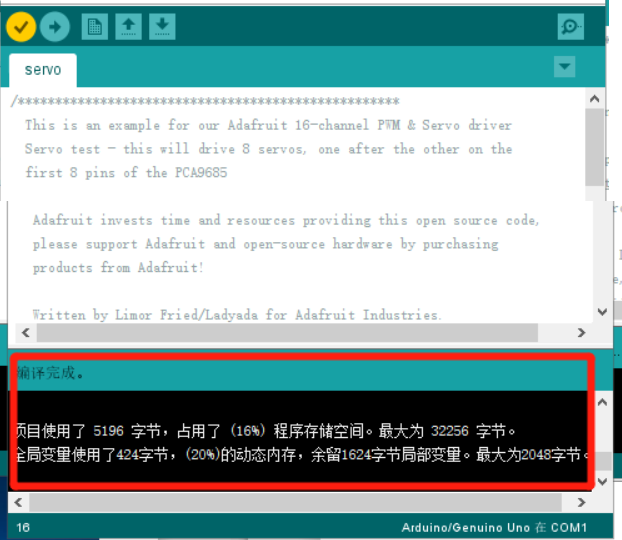 servo
/***************************************************
This is an example for our Adafruit 16-channel PWM & Servo driver
Servo test - this will drive 8 servos, one after the other on the
first 8 pins of the PCA9685
Adafruit invests time and resources providing this open source code,
please support Adafruit and open-source hardware by purchasing
products from Adafruit!
Written by Limor Fried/Ladyada for Adafruit Industries.
编译完成。
项目使用了 5196 字节，占用了 (16%) 程序存储空间。最大为 32256 字节。
全局变量使用了424字节，(20%)的动态内存，余留1624字节局部变量。最大为2048字节。
16
Arduino/Genuino Uno 在 COM1